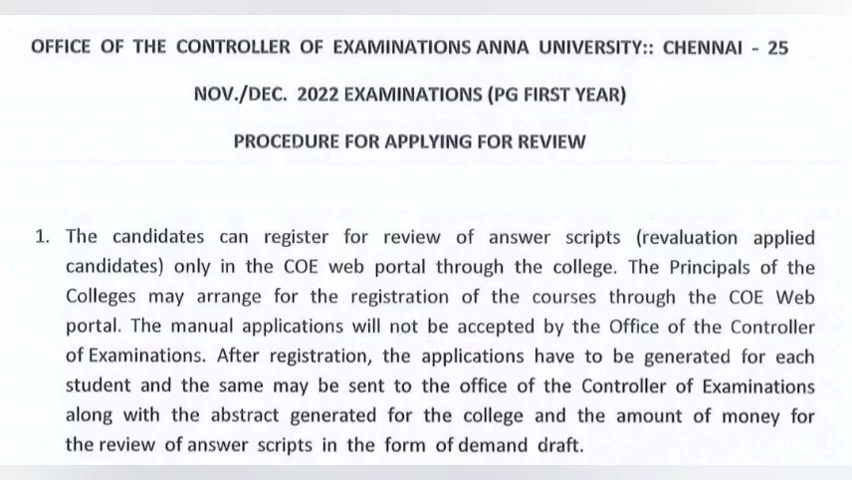 OFFICE OF THE CONTROLLER OF EXAMINATIONS ANNA UNIVERSITY:: CHENNAI - 25
NOV./DEC. 2022 EXAMINATIONS (PG FIRST YEAR)
PROCEDURE FOR APPLYING FOR REVIEW
1. The candidates can register for review of answer scripts (revaluation applied
candidates) only in the COE web portal through the college. The Principals of the
Colleges may arrange for the registration of the courses through the COE Web
portal. The manual applications will not be accepted by the Office of the Controller
of Examinations. After registration, the applications have to be generated for each
student and the same may be sent to the office of the Controller of Examinations
along with the abstract generated for the college and the amount of money for
the review of answer scripts in the form of demand draft.